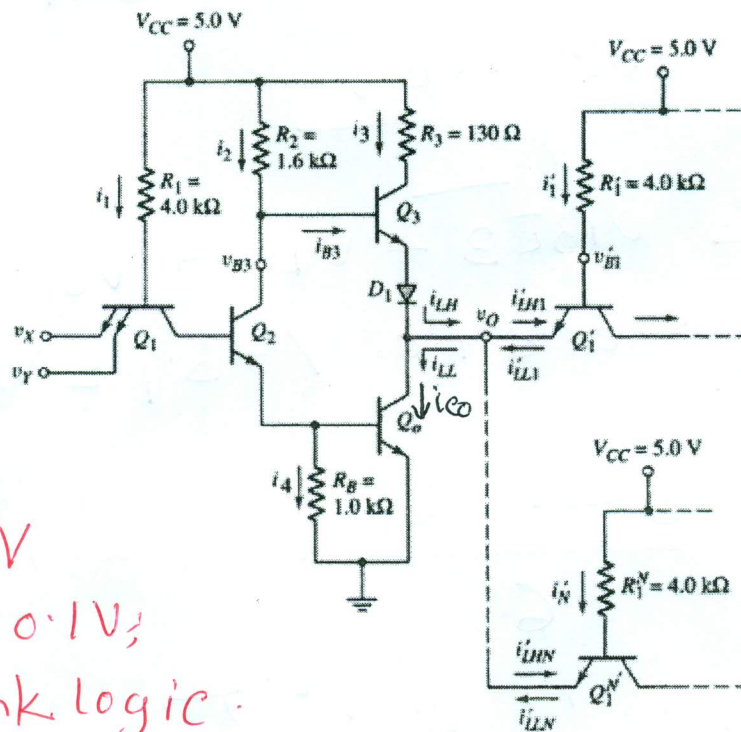 V_CC = 5.0 V
V_CC = 5.0 V
i_1
R_1 = 4.0 kΩ
i_2
R_2 = 1.6 kΩ
i_3
R_3 = 130 Ω
i'_1
R'_1 = 4.0 kΩ
Q_3
i_B3
v_B3
v'_B1
D_1
i_LH
v_O
i'_LH1
v_X
Q_1
Q_2
i_LL
i'_LL1
Q'_1
v_Y
i_CO
Q_o
V_CC = 5.0 V
i_4
R_B = 1.0 kΩ
V
0.1V;
i'_N
R_1^N = 4.0 kΩ
nk logic.
i'_LHN
i'_LLN
Q_1^N'